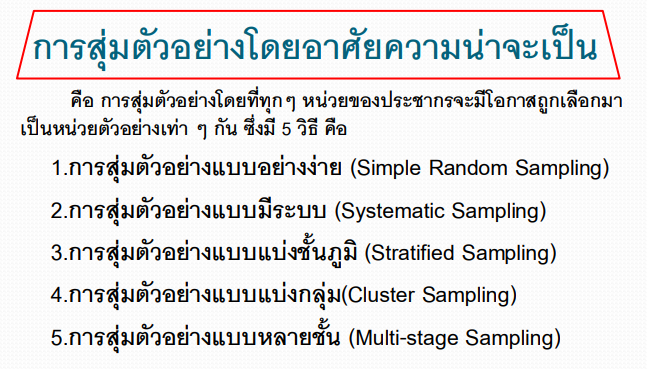 การสุ่มตัวอย่างโดยอาศัยความน่าจะเป็น
คือ การสุ่มตัวอย่างโดยที่ทุกๆ หน่วยของประชากรจะมีโอกาสถูกเลือกมา
เป็นหน่วยตัวอย่างเท่า ๆ กัน ซึ่งมี 5 วิธี คือ
1.การสุ่มตัวอย่างแบบอย่างง่าย (Simple Random Sampling)
2.การสุ่มตัวอย่างแบบมีระบบ (Systematic Sampling)
3.การสุ่มตัวอย่างแบบแบ่งชั้นภูมิ (Stratified Sampling)
4.การสุ่มตัวอย่างแบบแบ่งกลุ่ม(Cluster Sampling)
5.การสุ่มตัวอย่างแบบหลายชั้น (Multi-stage Sampling)